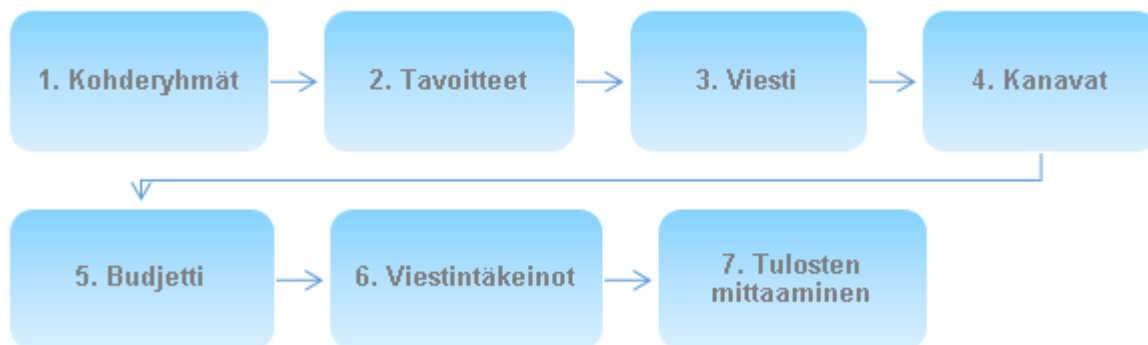 1. Kohderyhmät
2. Tavoitteet
3. Viesti
4. Kanavat
5. Budjetti
6. Viestintäkeinot
7. Tulosten
mittaaminen